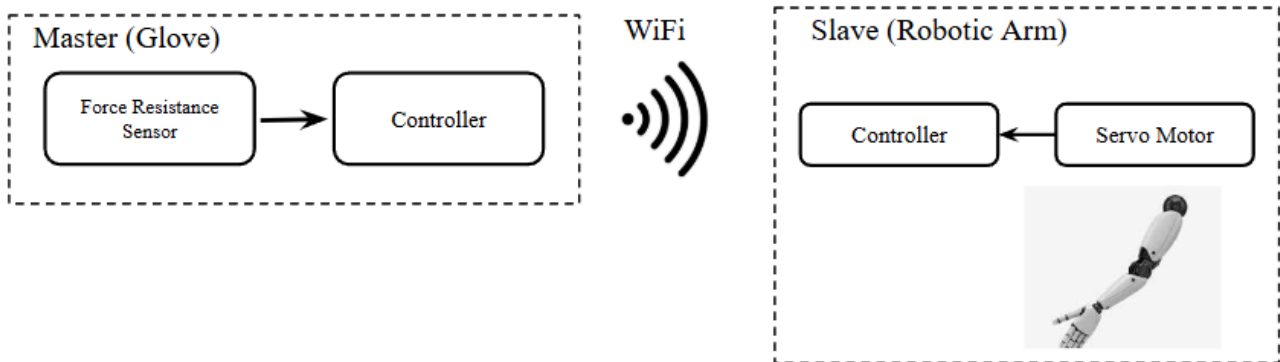 Master (Glove)
Force Resistance
Sensor
Controller
WiFi
Slave (Robotic Arm)
Controller
Servo Motor